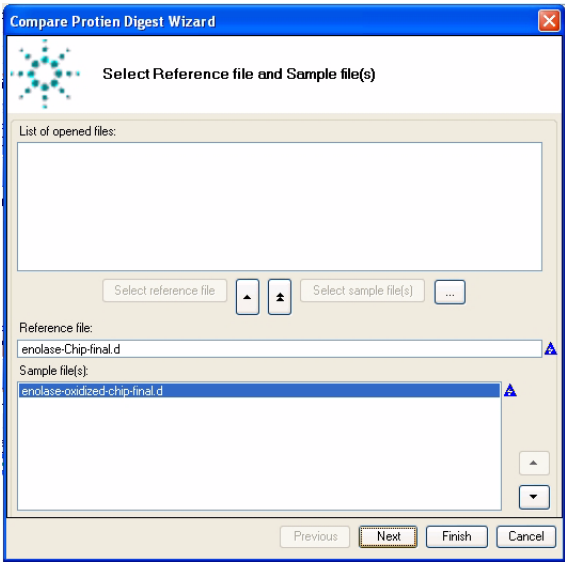 Compare Protien Digest Wizard
Select Reference file and Sample file(s)
List of opened files:
Select reference file
Select sample file(s)
...
Reference file:
enolase-Chip-final.d
Sample file(s):
enolase-oxidized-chip-final.d
Previous
Next
Finish
Cancel